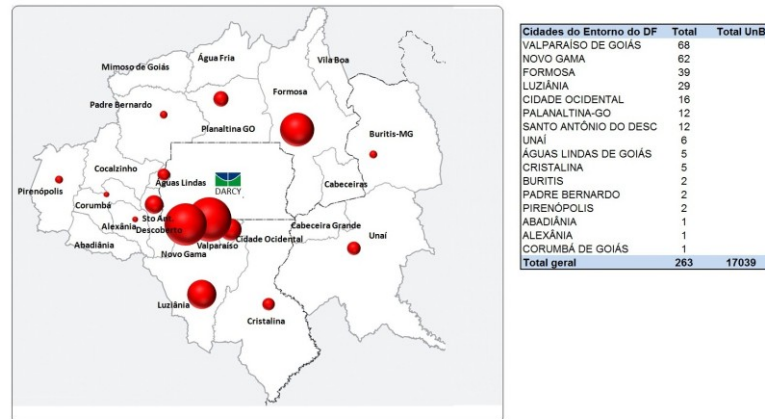 Água Fria
Vila Boa
Mimoso de Goiás
Formosa
Padre Bernardo
Planaltina GO
Buritis-MG
Cocalzinho
Águas Lindas
Pirenópolis
DARCY
Cabeceiras
Corumbá
Alexânia
Sto Ant.
Descoberto
Cabeceira Grande
Abadiânia
Valparaíso
Cidade Ocidental
Unaí
Novo Gama
Luziânia
Cristalina
Cidades do Entorno do DF Total Total UnB
VALPARAÍSO DE GOIÁS 68
NOVO GAMA 62
FORMOSA 39
LUZIÂNIA 29
CIDADE OCIDENTAL 16
PALANALTINA-GO 12
SANTO ANTÔNIO DO DESC 12
UNAÍ 6
ÁGUAS LINDAS DE GOIÁS 5
CRISTALINA 5
BURITIS 2
PADRE BERNARDO 2
PIRENÓPOLIS 2
ABADIÂNIA 1
ALEXÂNIA 1
CORUMBÁ DE GOIÁS 1
Total geral 263 17039